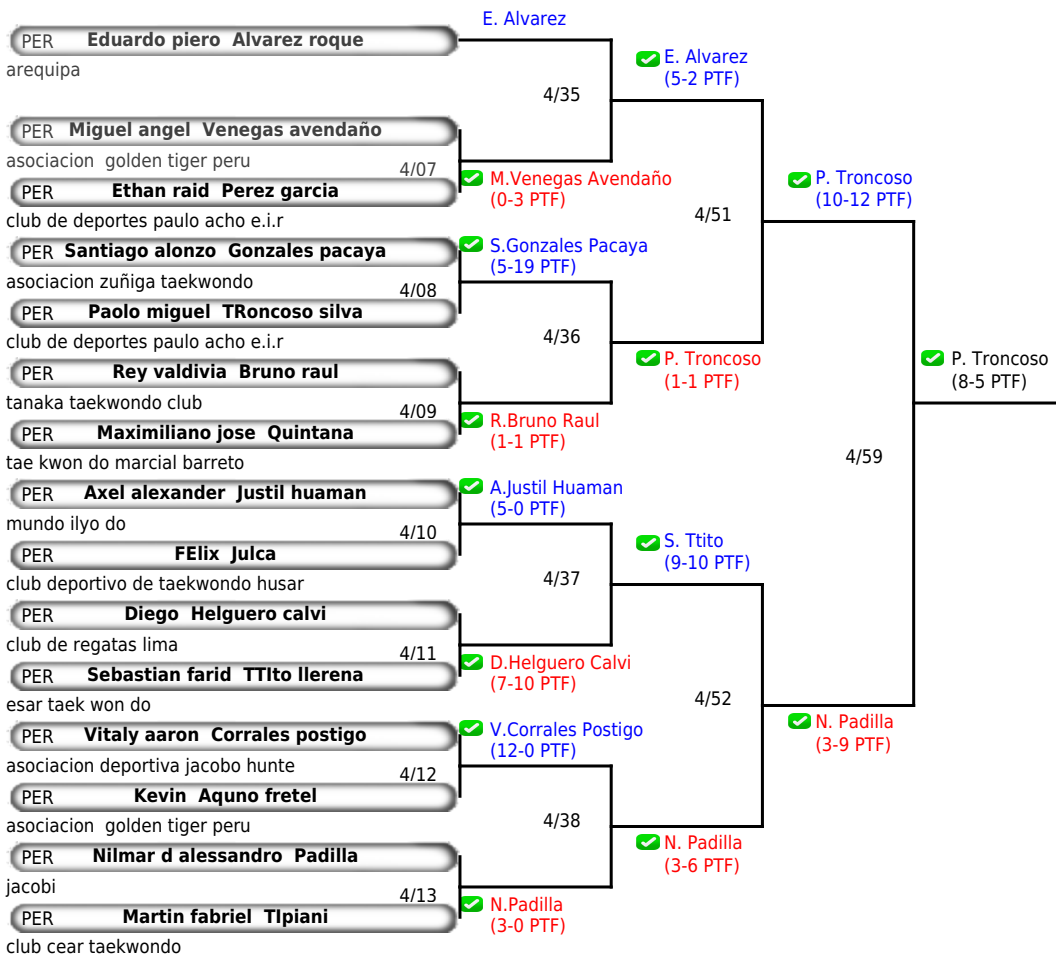 E. Alvarez
PER Eduardo piero Alvarez roque
arequipa
4/35
E. Alvarez
(5-2 PTF)
PER Miguel angel Venegas avendaño
asociacion golden tiger peru
4/07
PER Ethan raid Perez garcia
club de deportes paulo acho e.i.r
M.Venegas Avendaño
(0-3 PTF)
4/51
P. Troncoso
(10-12 PTF)
PER Santiago alonzo Gonzales pacaya
asociacion zuñiga taekwondo
4/08
S.Gonzales Pacaya
(5-19 PTF)
PER Paolo miguel TRoncoso silva
club de deportes paulo acho e.i.r
4/36
P. Troncoso
(1-1 PTF)
PER Rey valdivia Bruno raul
tanaka taekwondo club
4/09
PER Maximiliano jose Quintana
tae kwon do marcial barreto
R.Bruno Raul
(1-1 PTF)
P. Troncoso
(8-5 PTF)
4/59
PER Axel alexander Justil huaman
mundo ilyo do
4/10
A.Justil Huaman
(5-0 PTF)
PER FElix Julca
club deportivo de taekwondo husar
4/37
S. Ttito
(9-10 PTF)
PER Diego Helguero calvi
club de regatas lima
4/11
PER Sebastian farid TTIto llerena
esar taek won do
D.Helguero Calvi
(7-10 PTF)
4/52
N. Padilla
(3-9 PTF)
PER Vitaly aaron Corrales postigo
asociacion deportiva jacobo hunte
4/12
V.Corrales Postigo
(12-0 PTF)
PER Kevin Aquno fretel
asociacion golden tiger peru
4/38
N. Padilla
(3-6 PTF)
PER Nilmar d alessandro Padilla
jacobi
4/13
PER Martin fabriel TIpiani
club cear taekwondo
N.Padilla
(3-0 PTF)